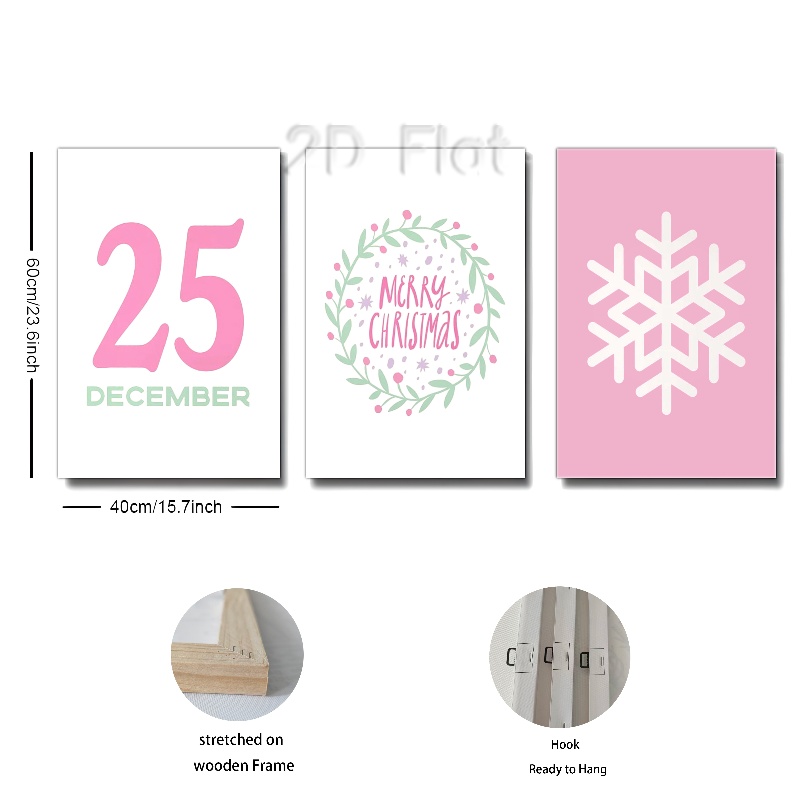 2D Flat
60cm/23.6inch
25
DECEMBER
MERRY
CHRISTMAS
40cm/15.7inch
stretched on
wooden Frame
Hook
Ready to Hang